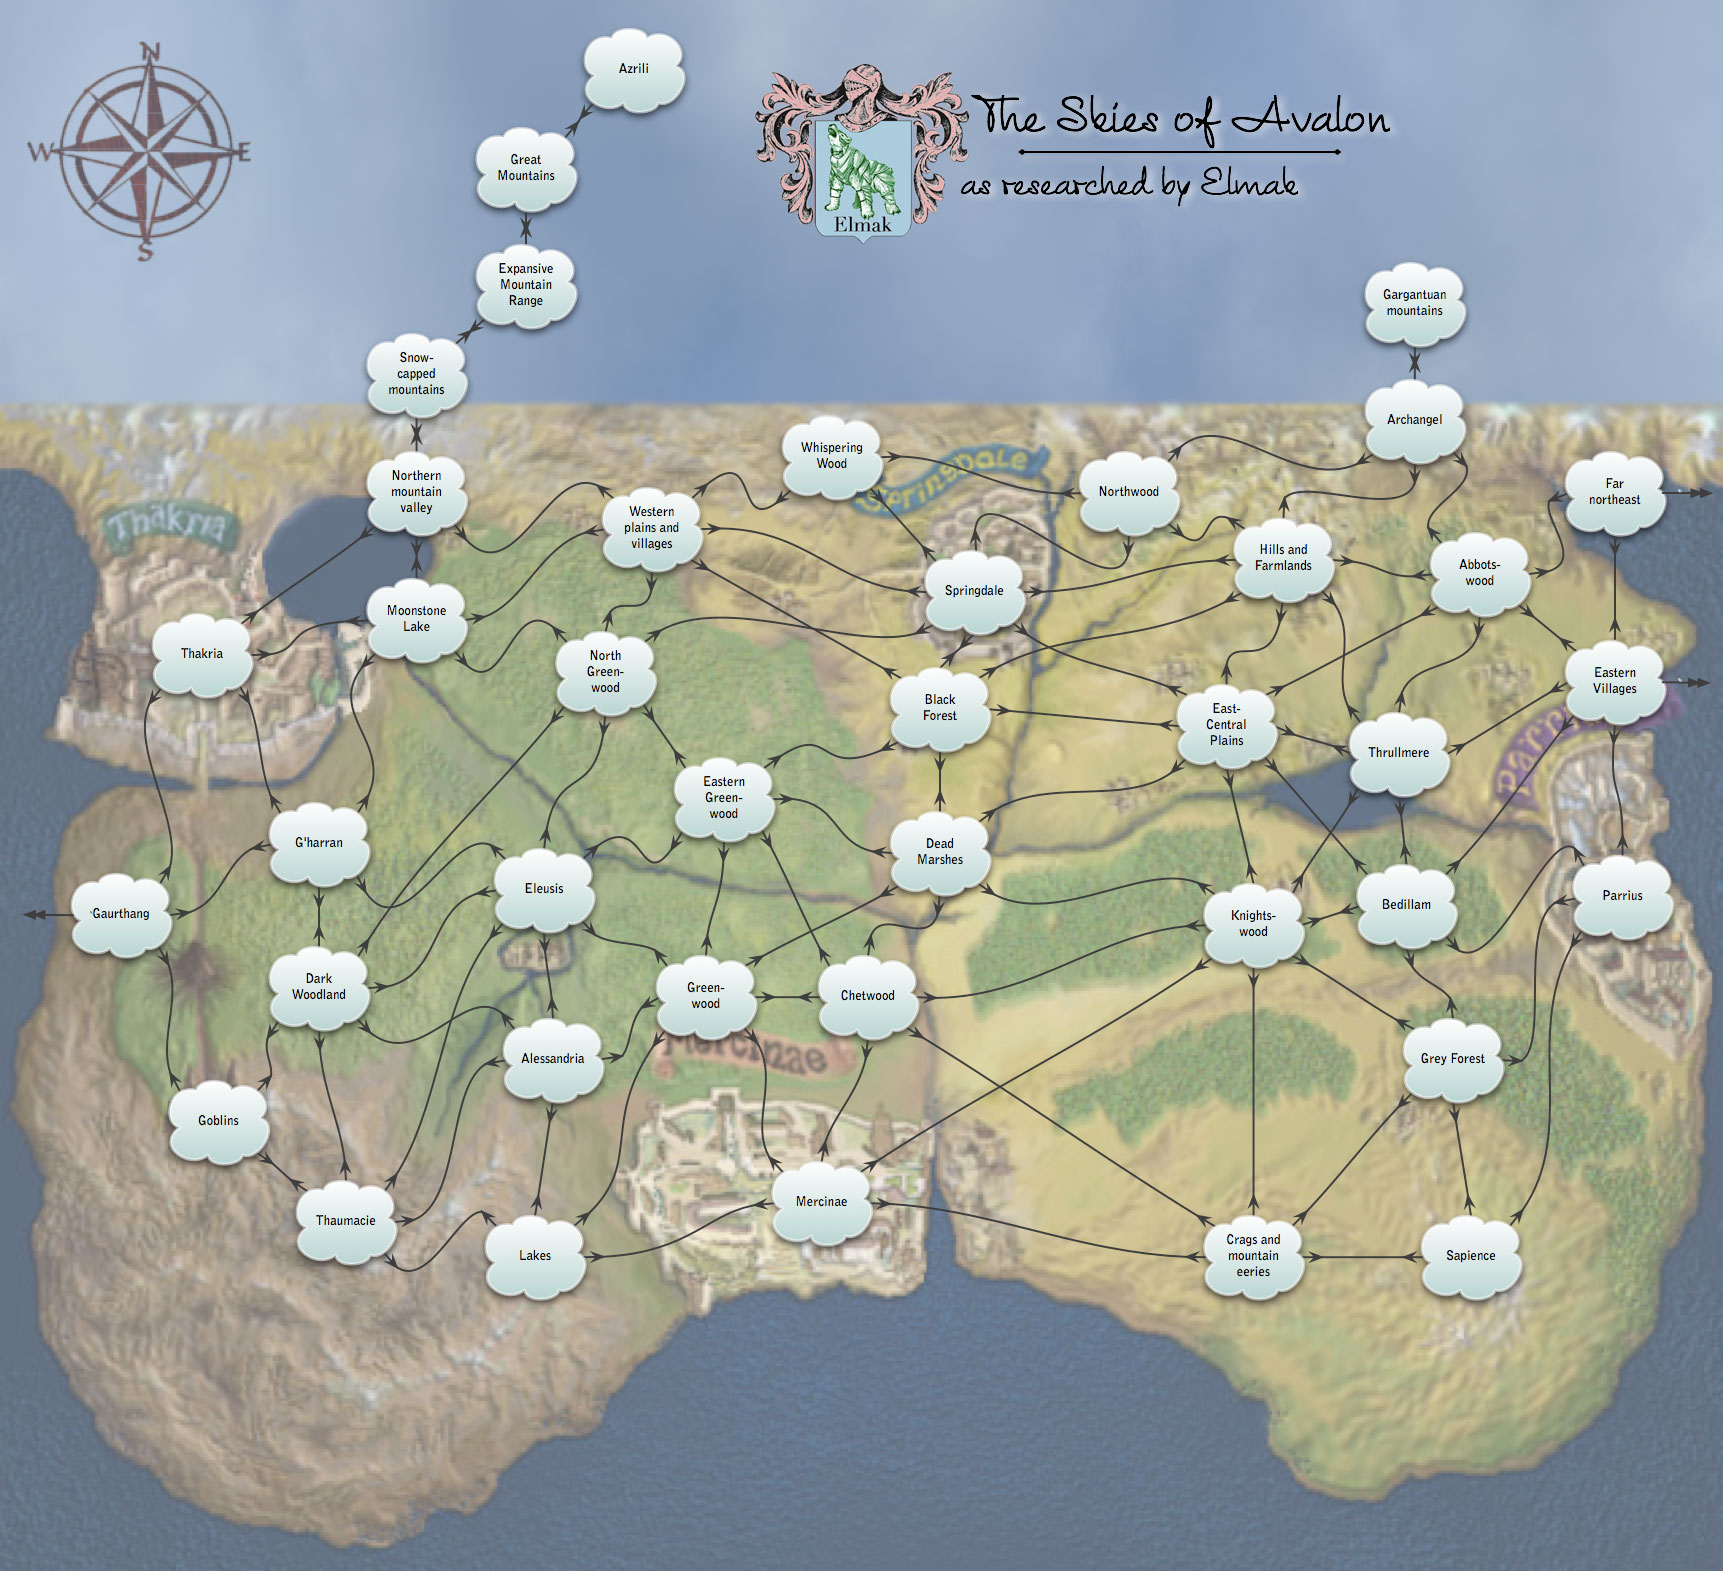 N
W
E
S
Azrili
The Skies of Avalon
as researched by Elmak
Elmak
Great
Mountains
Expansive
Mountain
Range
Gargantuan
mountains
Snow-
capped
mountains
Archangel
Whispering
Wood
Springdale
Northern
mountain
valley
Northwood
Far
northeast
Western
plains and
villages
Thakria
Hills and
Farmlands
Abbots-
wood
Springdale
Moonstone
Lake
Thakria
North
Green-
wood
Eastern
Villages
Black
Forest
East-
Central
Plains
Thrullmere
Eastern
Green-
wood
G'harran
Dead
Marshes
Eleusis
Gaurthang
Knights-
wood
Bedillam
Parrius
Dark
Woodland
Green-
wood
Chetwood
Mercinae
Alessandria
Grey Forest
Goblins
Mercinae
Thaumacie
Lakes
Crags and
mountain
eeries
Sapience